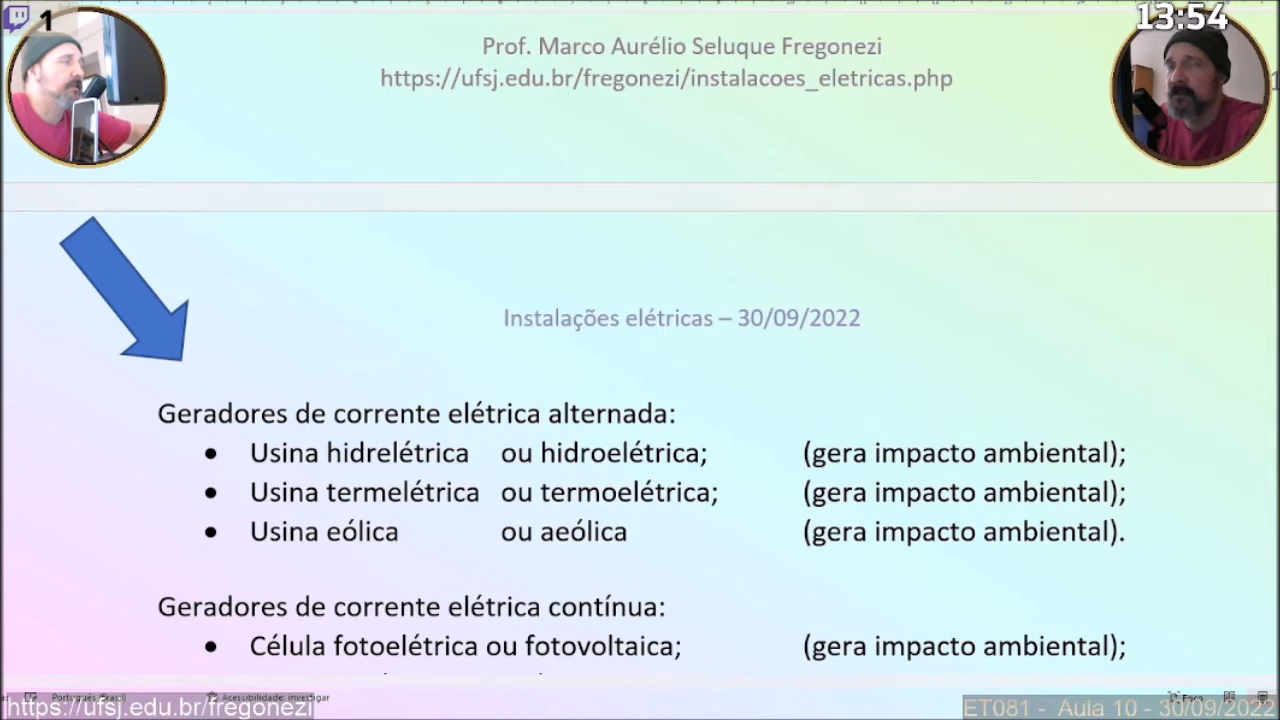 1
13:54
Prof. Marco Aurélio Seluque Fregonezi
https://ufsj.edu.br/fregonezi/instalacoes_eletricas.php
Instalações elétricas – 30/09/2022
Geradores de corrente elétrica alternada:
• Usina hidrelétrica ou hidroelétrica; (gera impacto ambiental);
• Usina termelétrica ou termoelétrica; (gera impacto ambiental);
• Usina eólica ou aeólica (gera impacto ambiental).
Geradores de corrente elétrica contínua:
• Célula fotoelétrica ou fotovoltaica; (gera impacto ambiental);
Acessibilidade: investigar
https://ufsj.edu.br/fregonezi
ET081 - Aula 10 - 30/09/2022